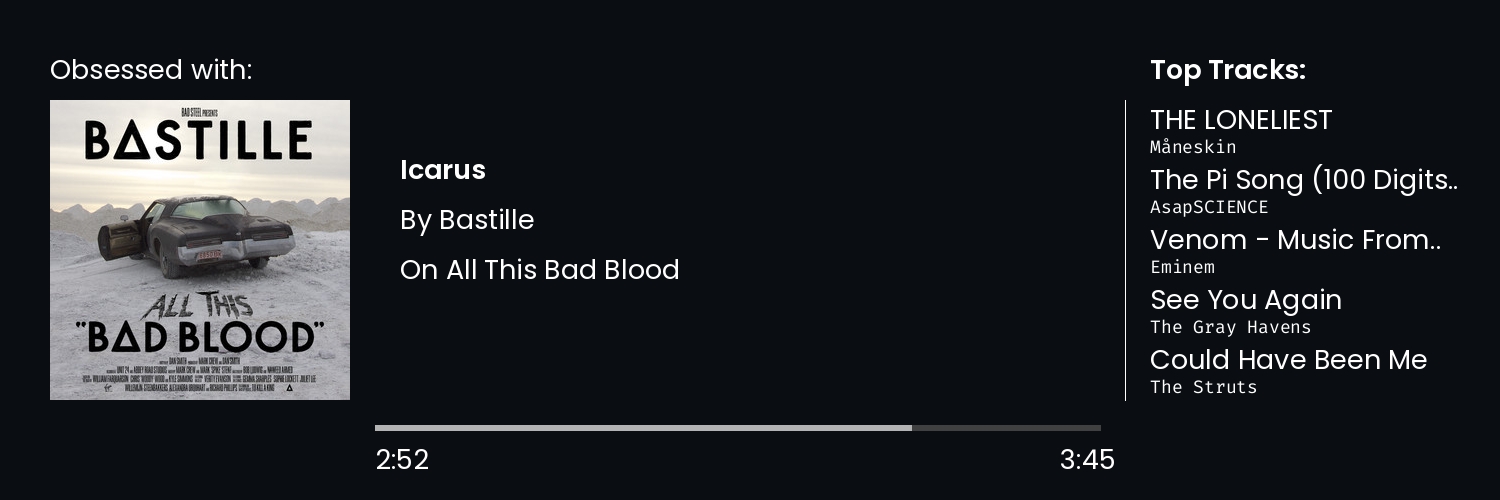 Obsessed with:
BAD STEEL PRESENTS
BASTILLE
ALL THIS
"BAD BLOOD"
Icarus
By Bastille
On All This Bad Blood
2:52
3:45
Top Tracks:
THE LONELIEST
Måneskin
The Pi Song (100 Digits..
AsapSCIENCE
Venom - Music From..
Eminem
See You Again
The Gray Havens
Could Have Been Me
The Struts